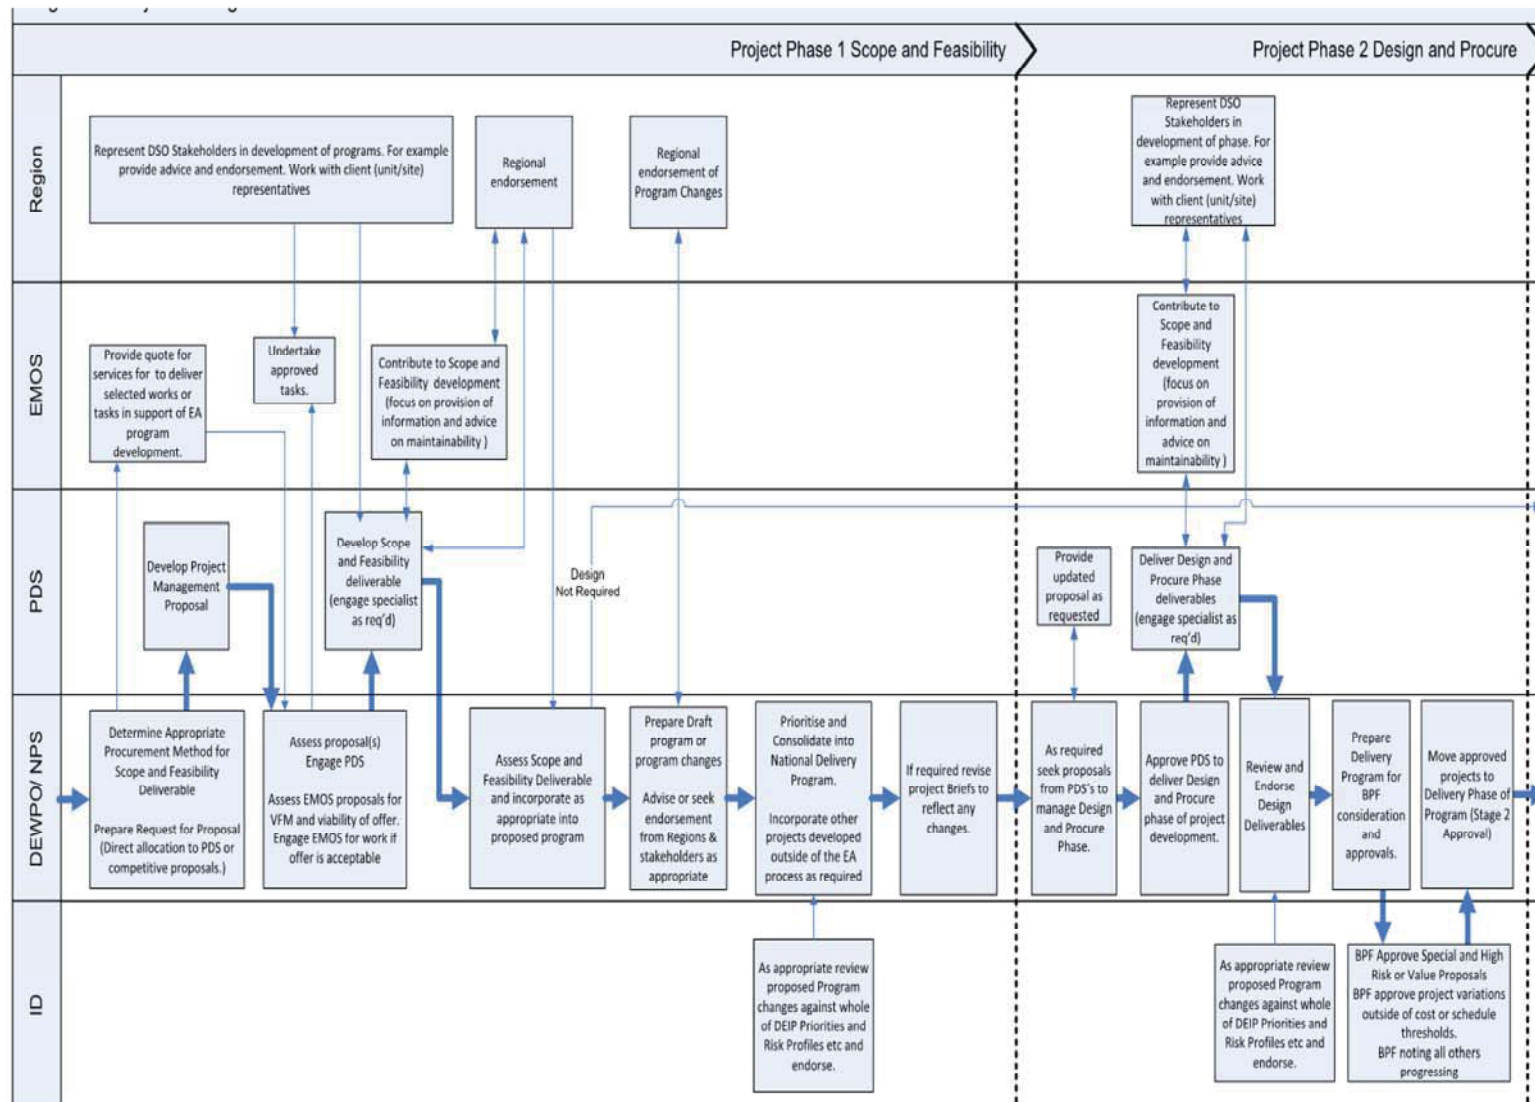 Project Phase 1 Scope and Feasibility
Project Phase 2 Design and Procure
Region
Represent DSO Stakeholders in development of programs. For example
provide advice and endorsement. Work with client (unit/site)
representatives
Regional
endorsement
Regional
endorsement of
Program Changes
Represent DSO
Stakeholders in
development of phase. For
example provide advice
and endorsement. Work
with client (unit/site)
representatives
EMOS
Provide quote for
services for to deliver
selected works or
tasks in support of EA
program
development.
Undertake
approved
tasks.
Contribute to Scope and
Feasibility development
(focus on provision of
information and advice
on maintainability )
Contribute to
Scope and
Feasibility
development
(focus on
provision of
information and
advice on
maintainability )
PDS
Develop Project
Management
Proposal
Develop Scope
and Feasibility
deliverable
(engage specialist
as req'd)
Design
Not Required
Provide
updated
proposal as
requested
Deliver Design and
Procure Phase
deliverables
(engage specialist as
req'd)
DEWPO/ NPS
Determine Appropriate
Procurement Method for
Scope and Feasibility
Deliverable
Prepare Request for Proposal
(Direct allocation to PDS or
competitive proposals.)
Assess proposal(s)
Engage PDS
Assess EMOS proposals for
VFM and viability of offer.
Engage EMOS for work if
offer is acceptable
Assess Scope and
Feasibility Deliverable
and incorporate as
appropriate into
proposed program
Prepare Draft
program or
program changes
Advise or seek
endorsement
from Regions &
stakeholders as
appropriate
Prioritise and
Consolidate into
National Delivery
Program.
Incorporate other
projects developed
outside of the EA
process as required
If required revise
project Briefs to
reflect any
changes.
As required
seek proposals
from PDS's to
manage Design
and Procure
Phase.
Approve PDS to
deliver Design
and Procure
phase of project
development.
Review and
Endorse
Design
Deliverables
Prepare
Delivery
Program for
BPF
consideration
and
approvals.
Move approved
projects to
Delivery Phase of
Program (Stage 2
Approval)
ID
As appropriate review
proposed Program
changes against whole
of DEIP Priorities and
Risk Profiles etc and
endorse.
As appropriate review
proposed Program
changes against whole
of DEIP Priorities and
Risk Profiles etc and
endorse.
BPF Approve Special and High
Risk or Value Proposals
BPF approve project variations
outside of cost or schedule
thresholds.
BPF noting all others
progressing